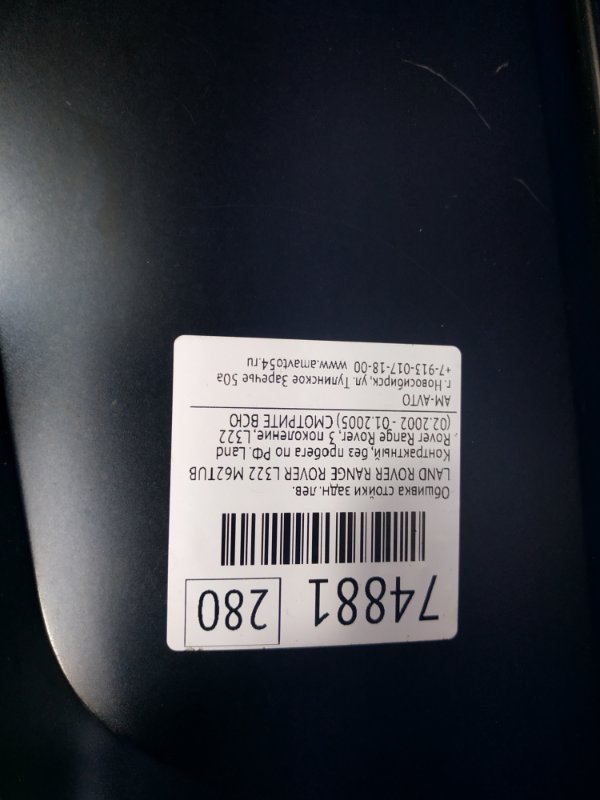 74881 280
Обшивка стойки задн.лев.
LAND ROVER RANGE ROVER L322 M62TUB
Контрактный, без пробега по РФ. Land
Rover Range Rover, 3 поколение, L322
(02.2002 - 01.2005) СМОТРИТЕ ВСЮ
AM-AVTO
г. Новосибирск, ул. Тулинское Заречье 50а
+7-913-017-18-00 www.amavto54.ru